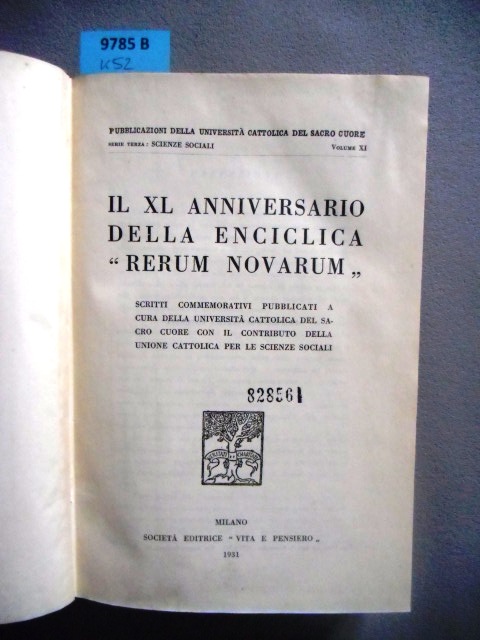 9785 B
K52
PUBBLICAZIONI DELLA UNIVERSITÀ CATTOLICA DEL SACRO CUORE
SERIE TERZA: SCIENZE SOCIALI VOLUME XI
IL XL ANNIVERSARIO
DELLA ENCICLICA
“ RERUM NOVARUM „
SCRITTI COMMEMORATIVI PUBBLICATI A
CURA DELLA UNIVERSITÀ CATTOLICA DEL SA-
CRO CUORE CON IL CONTRIBUTO DELLA
UNIONE CATTOLICA PER LE SCIENZE SOCIALI
82856
MILANO
SOCIETÀ EDITRICE “ VITA E PENSIERO „
1931